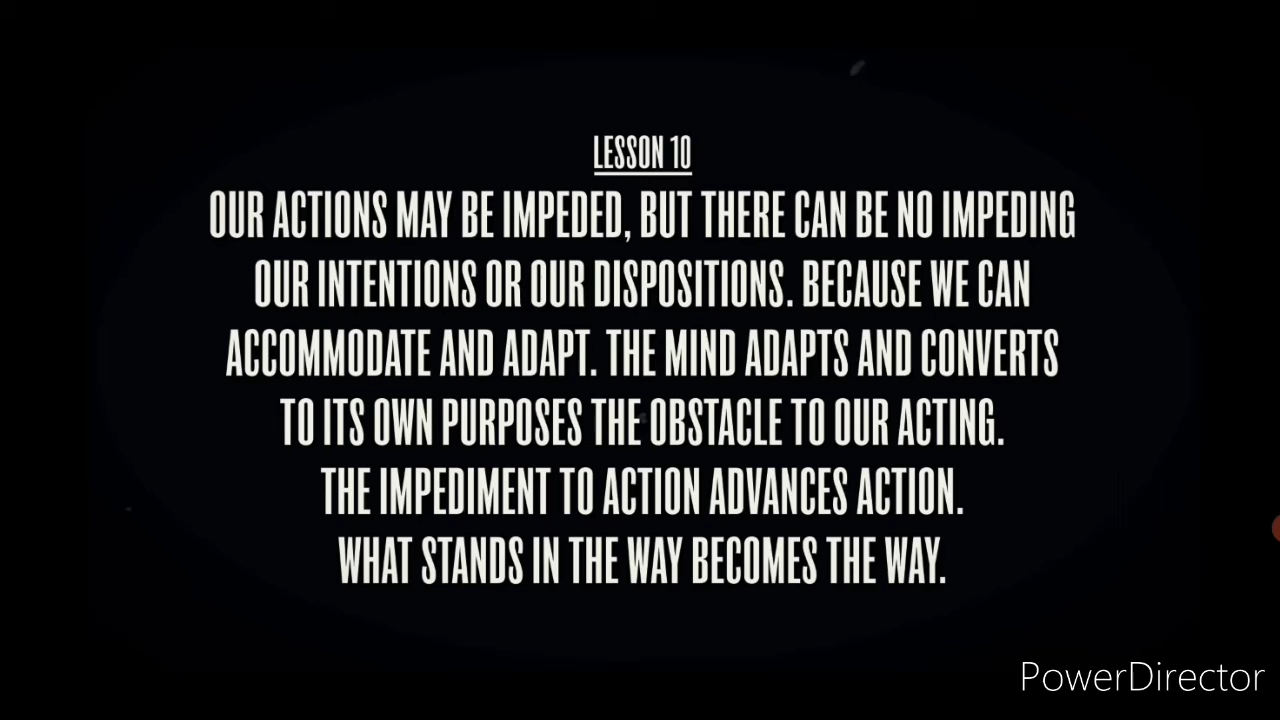 LESSON 10
OUR ACTIONS MAY BE IMPEDED, BUT THERE CAN BE NO IMPEDING
OUR INTENTIONS OR OUR DISPOSITIONS. BECAUSE WE CAN
ACCOMMODATE AND ADAPT. THE MIND ADAPTS AND CONVERTS
TO ITS OWN PURPOSES THE OBSTACLE TO OUR ACTING.
THE IMPEDIMENT TO ACTION ADVANCES ACTION.
WHAT STANDS IN THE WAY BECOMES THE WAY.
PowerDirector